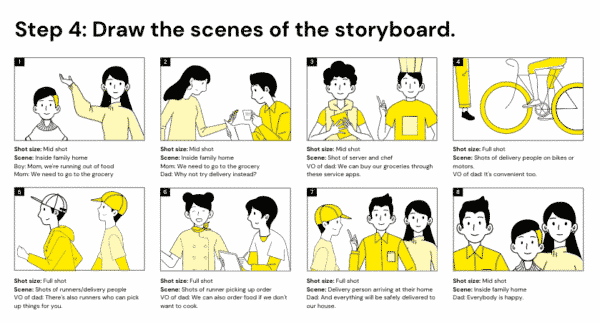 Step 4: Draw the scenes of the storyboard.
1
2
3
4
Shot size: Mid shot
Scene: Inside family home
Boy: Mom, we're running out of food
Mom: We need to go to the grocery
Shot size: Mid shot
Scene: Inside family home
Mom: We need to go to the grocery
Dad: Why not try delivery instead?
Shot size: Mid shot
Scene: Shot of server and chef
VO of dad: We can buy our groceries through
these service apps.
Shot size: Full shot
Scene: Shots of delivery people on bikes or
motors.
VO of dad: It's convenient too.
5
6
7
8
Shot size: Full shot
Scene: Shots of runners/delivery people
VO of dad: There's also runners who can pick
up things for you.
Shot size: Full shot
Scene: Shots of runner picking up order
VO of dad: We can also order food if we don't
want to cook.
Shot size: Full shot
Scene: Delivery person arriving at their home
Dad: And everything will be safely delivered to
our house.
Shot size: Mid shot
Scene: Inside family home
Dad: Everybody is happy.